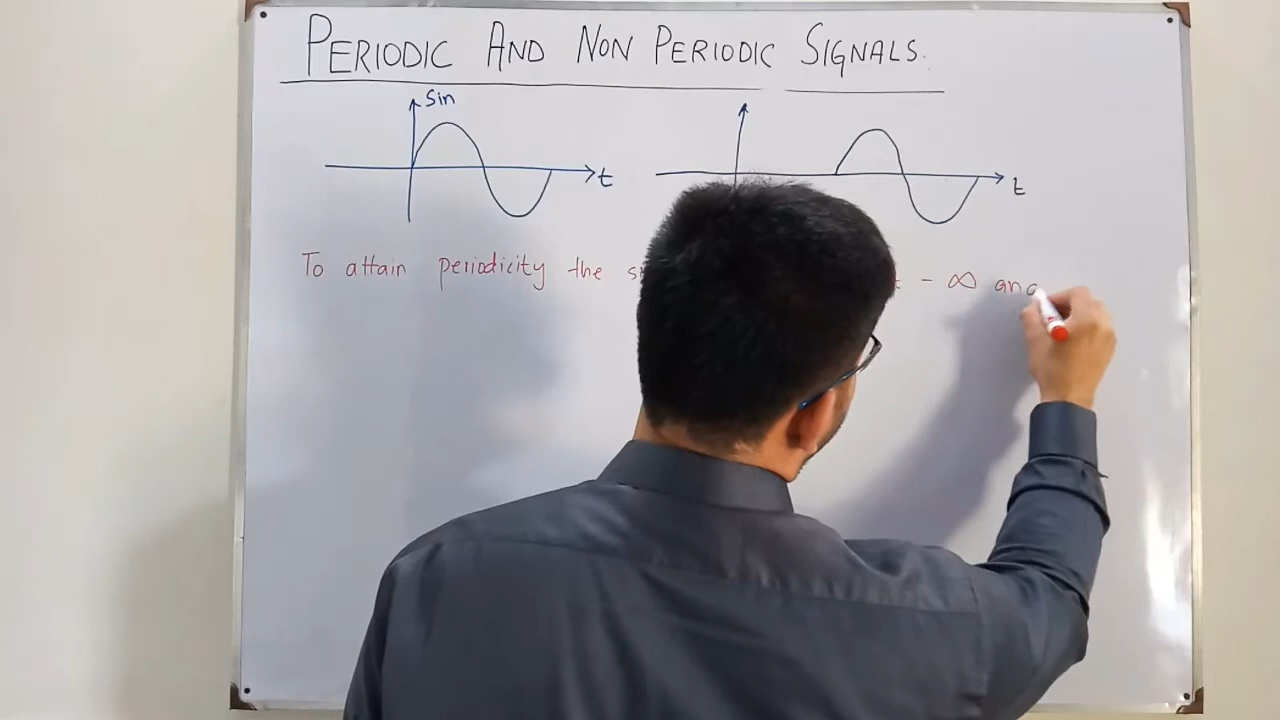 PERIODIC AND NON PERIODIC SIGNALS.
Sin
t
t
To attain periodicity the - ∞ and